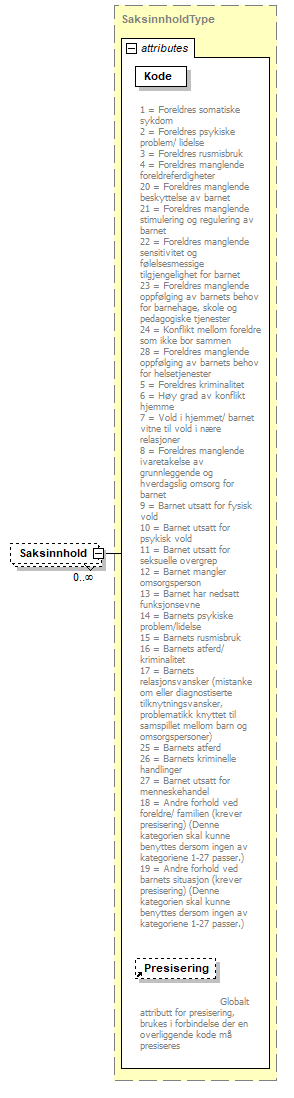 SaksinnholdType
attributes
Kode
1 = Foreldres somatiske
sykdom
2 = Foreldres psykiske
problem/ lidelse
3 = Foreldres rusmisbruk
4 = Foreldres manglende
foreldreferdigheter
20 = Foreldres manglende
beskyttelse av barnet
21 = Foreldres manglende
stimulering og regulering av
barnet
22 = Foreldres manglende
sensitivitet og
følelsesmessige
tilgjengelighet for barnet
23 = Foreldres manglende
oppfølging av barnets behov
for barnehage, skole og
pedagogiske tjenester
24 = Konflikt mellom foreldre
som ikke bor sammen
28 = Foreldres manglende
oppfølging av barnets behov
for helsetjenester
5 = Foreldres kriminalitet
6 = Høy grad av konflikt
hjemme
7 = Vold i hjemmet/ barnet
vitne til vold i nære
relasjoner
8 = Foreldres manglende
ivaretakelse av
grunnleggende og
hverdagslig omsorg for
barnet
9 = Barnet utsatt for fysisk
vold
10 = Barnet utsatt for
psykisk vold
11 = Barnet utsatt for
seksuelle overgrep
12 = Barnet mangler
omsorgsperson
13 = Barnet har nedsatt
funksjonsevne
14 = Barnets psykiske
problem/lidelse
15 = Barnets rusmisbruk
16 = Barnets atferd/
kriminalitet
17 = Barnets
relasjonsvansker (mistanke
om eller diagnostiserte
tilknytningsvansker,
problematikk knyttet til
samspillet mellom barn og
omsorgspersoner)
25 = Barnets atferd
26 = Barnets kriminelle
handlinger
27 = Barnet utsatt for
menneskehandel
18 = Andre forhold ved
foreldre/ familien (krever
presisering) (Denne
kategorien skal kunne
benyttes dersom ingen av
kategoriene 1-27 passer.)
19 = Andre forhold ved
barnets situasjon (krever
presisering) (Denne
kategorien skal kunne
benyttes dersom ingen av
kategoriene 1-27 passer.)
Saksinnhold
0..∞
Presisering
Globalt
attributt for presisering,
brukes i forbindelse der en
overliggende kode må
presiseres